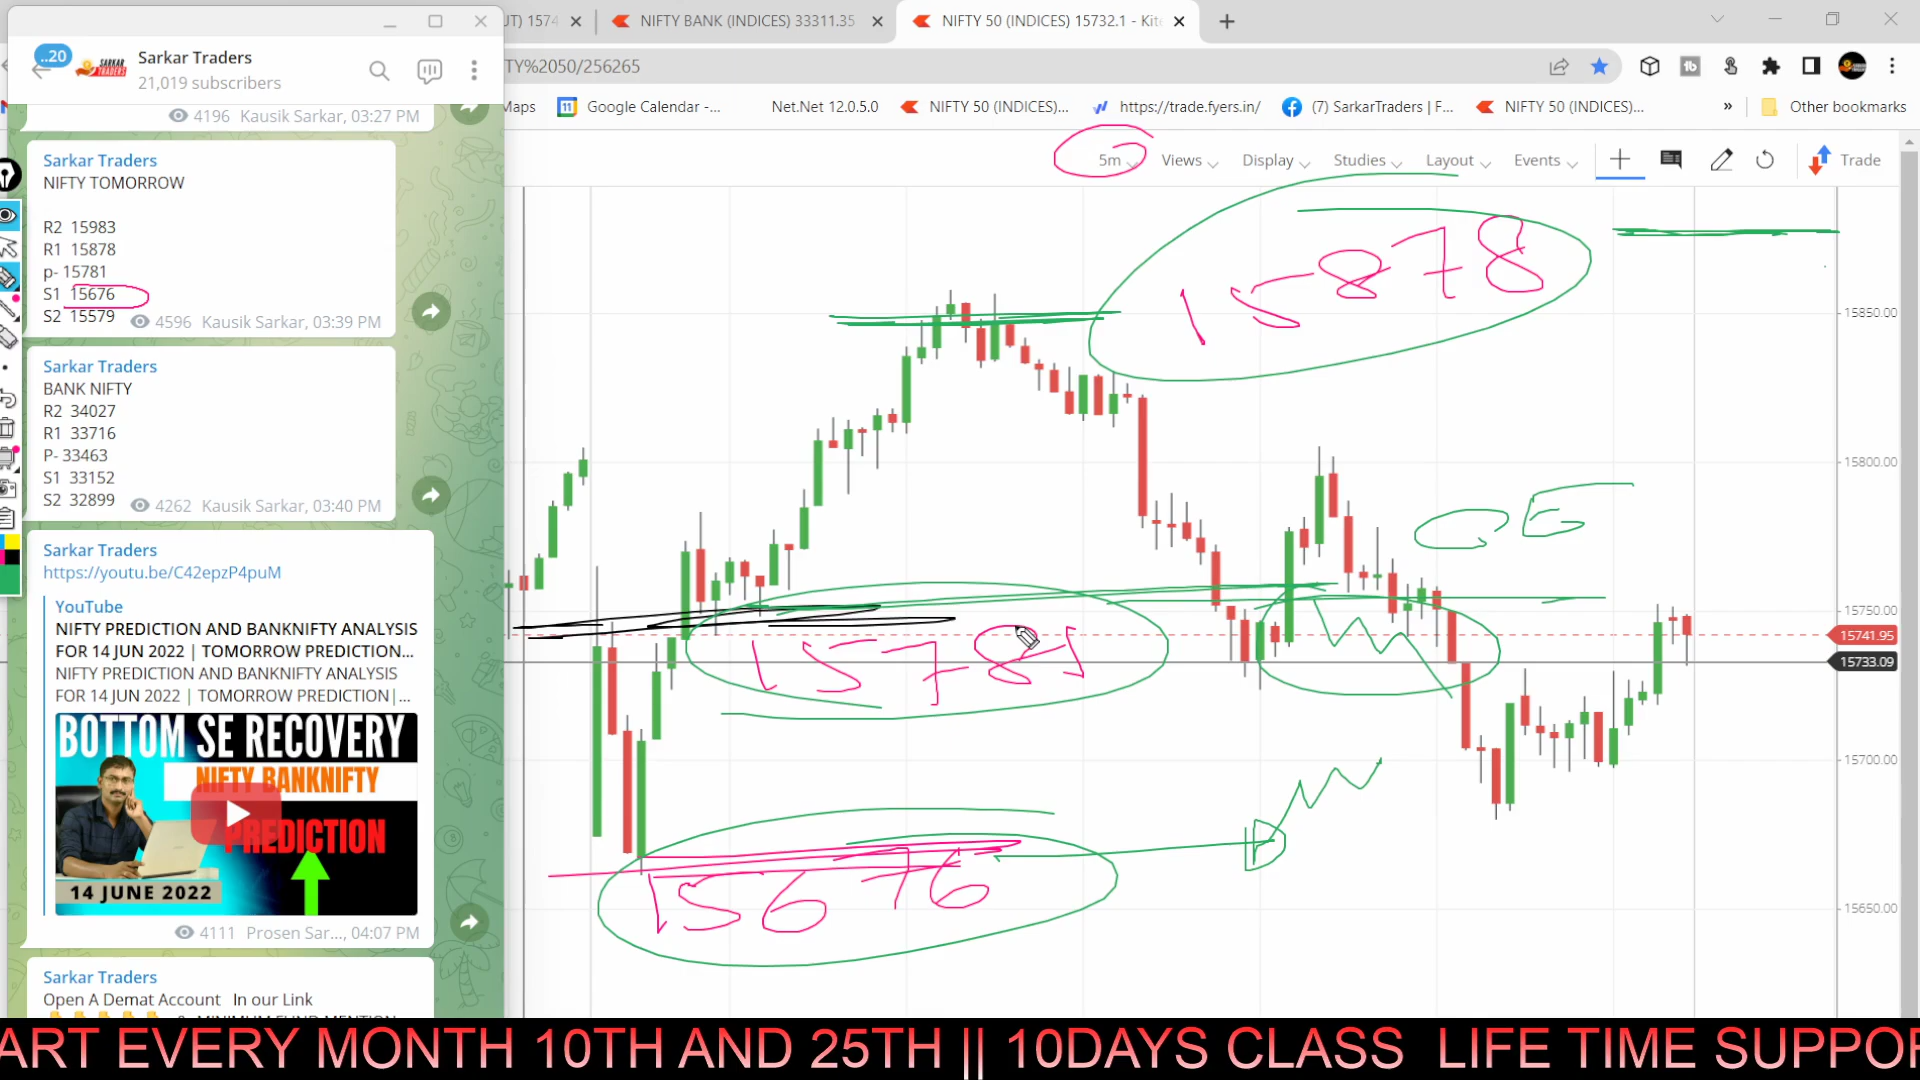 JT) 1574
NIFTY BANK (INDICES) 33311.35
NIFTY 50 (INDICES) 15732.1 - Kit
..20
SARKAR TRADERS
Sarkar Traders
21,019 subscribers
TY%2050/256265
Maps
11
Google Calendar -...
Net.Net 12.0.5.0
NIFTY 50 (INDICES)...
https://trade.fyers.in/
(7) SarkarTraders | F...
NIFTY 50 (INDICES)...
»
Other bookmarks
4196 Kausik Sarkar, 03:27 PM
5m
Views
Display
Studies
Layout
Events
Trade
Sarkar Traders
NIFTY TOMORROW
R2 15983
R1 15878
p- 15781
S1 15676
S2 15579
4596 Kausik Sarkar, 03:39 PM
Sarkar Traders
BANK NIFTY
R2 34027
R1 33716
P- 33463
S1 33152
S2 32899
4262 Kausik Sarkar, 03:40 PM
Sarkar Traders
https://youtu.be/C42epzP4puM
YouTube
NIFTY PREDICTION AND BANKNIFTY ANALYSIS
FOR 14 JUN 2022 | TOMORROW PREDICTION...
NIFTY PREDICTION AND BANKNIFTY ANALYSIS
FOR 14 JUN 2022 | TOMORROW PREDICTION|...
BOTTOM SE RECOVERY
NIFTY BANKNIFTY
PREDICTION
14 JUNE 2022
4111 Prosen Sar..., 04:07 PM
Sarkar Traders
Open A Demat Account In our Link
15878
15850.00
15800.00
CE
15750.00
15741.95
15733.09
15781
15700.00
15676
15650.00
ART EVERY MONTH 10TH AND 25TH || 10DAYS CLASS LIFE TIME SUPPO